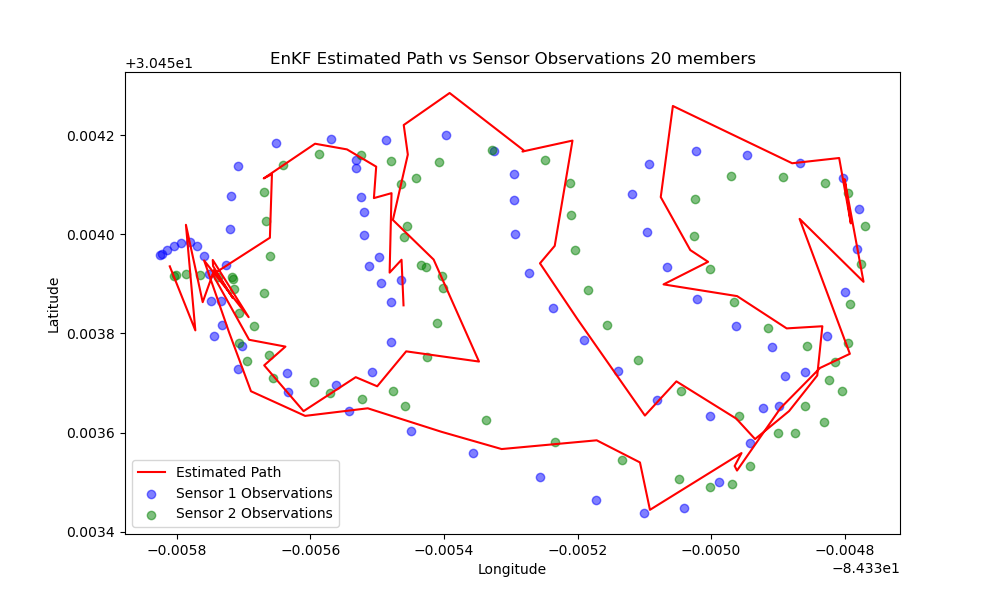 EnKF Estimated Path vs Sensor Observations 20 members
+3.045e1
0.0042
0.0040
0.0038
0.0036
0.0034
Latitude
Estimated Path
Sensor 1 Observations
Sensor 2 Observations
−0.0058 −0.0056 −0.0054 −0.0052 −0.0050 −0.0048
Longitude
−8.433e1